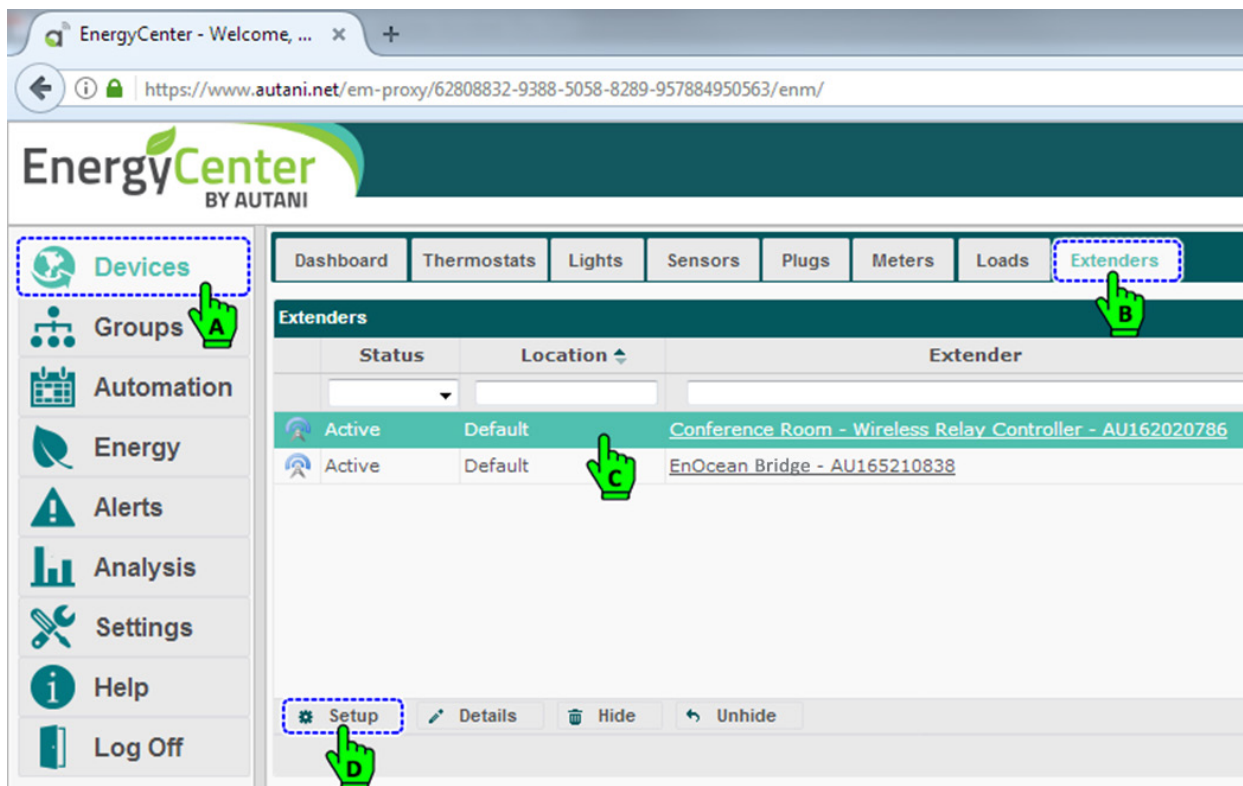 EnergyCenter - Welcome, ...
https://www.autani.net/em-proxy/62808832-9388-5058-8289-957884950563/enm/
EnergyCenter
BY AUTANI
Devices
A
Groups
Automation
Energy
Alerts
Analysis
Settings
Help
Log Off
Dashboard Thermostats Lights Sensors Plugs Meters Loads Extenders
B
Extenders
Status Location Extender
Active Default Conference Room - Wireless Relay Controller - AU162020786
C
Active Default EnOcean Bridge - AU165210838
Setup Details Hide Unhide
D